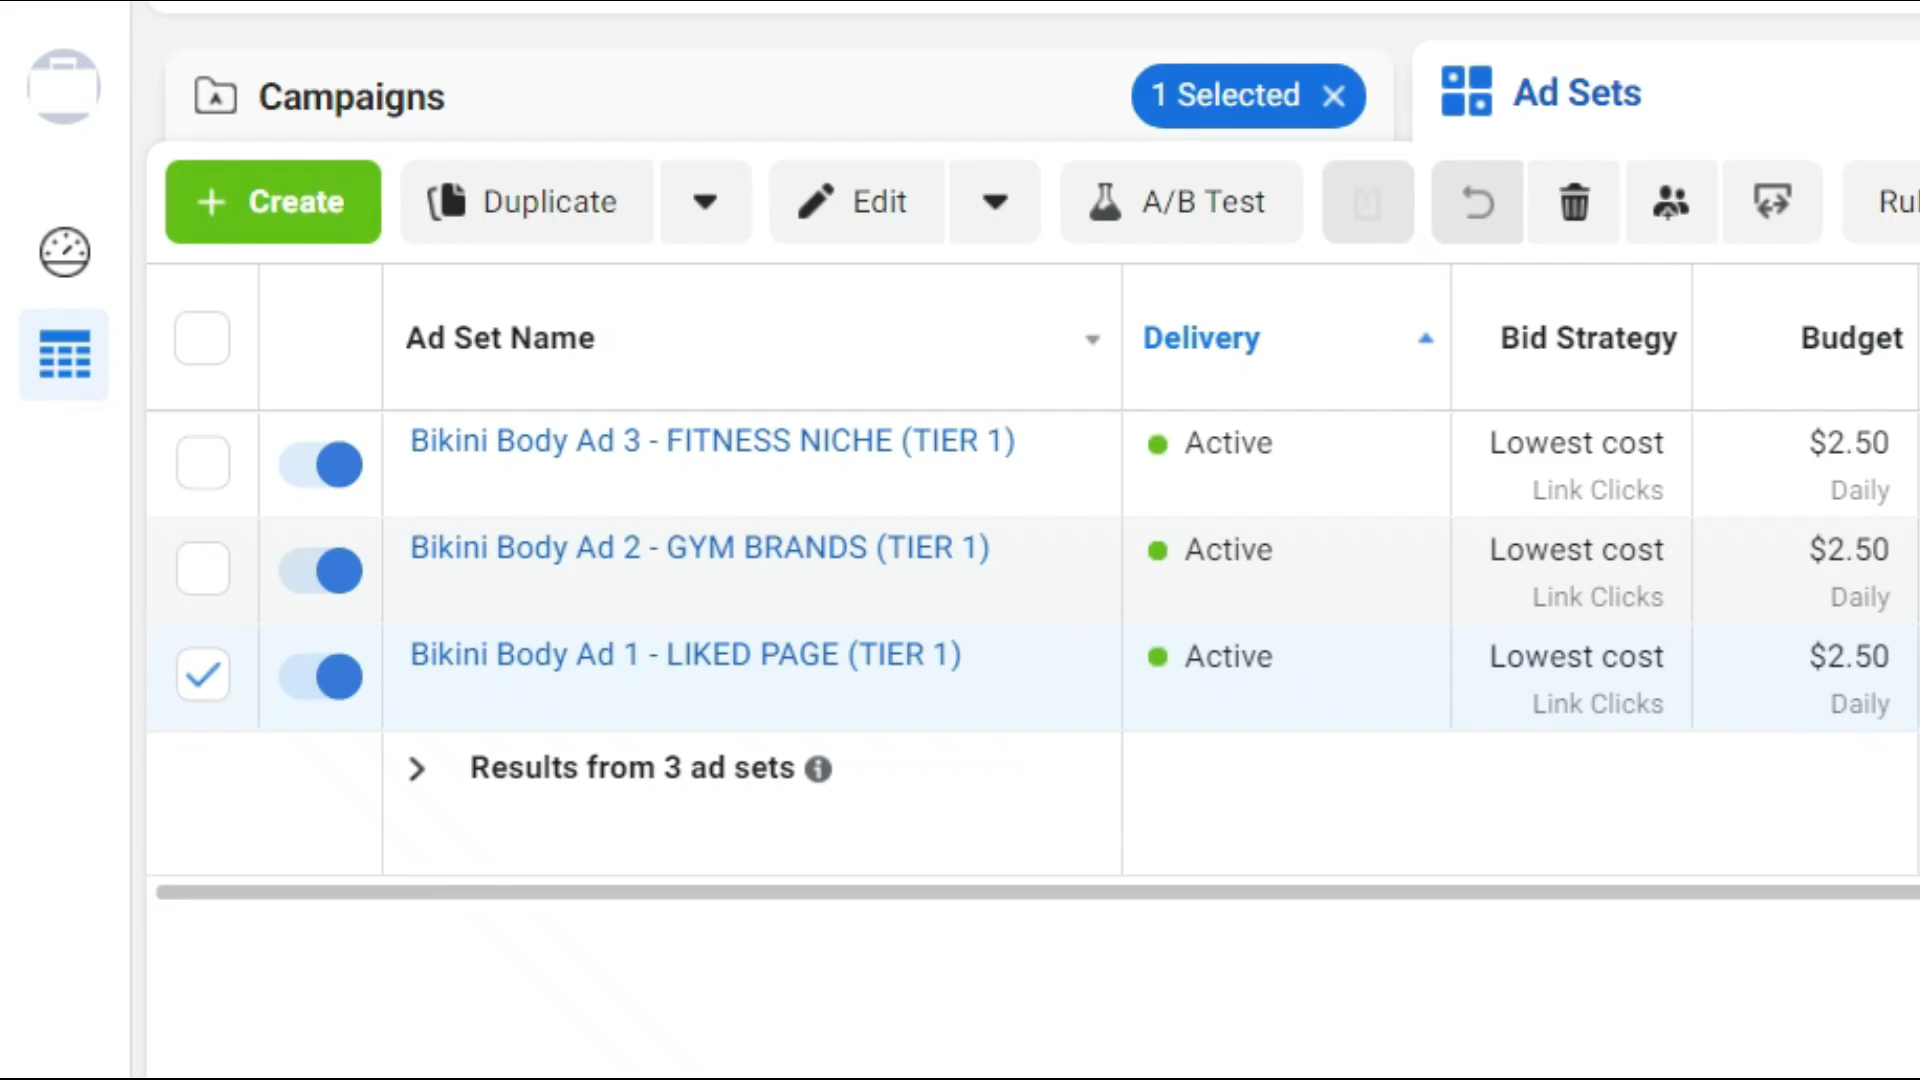 Campaigns
1 Selected
Ad Sets
+ Create
Duplicate
Edit
A/B Test
Ad Set Name
Delivery
Bid Strategy
Budget
Bikini Body Ad 3 - FITNESS NICHE (TIER 1)
Active
Lowest cost
$2.50
Link Clicks
Daily
Bikini Body Ad 2 - GYM BRANDS (TIER 1)
Active
Lowest cost
$2.50
Link Clicks
Daily
Bikini Body Ad 1 - LIKED PAGE (TIER 1)
Active
Lowest cost
$2.50
Link Clicks
Daily
Results from 3 ad sets